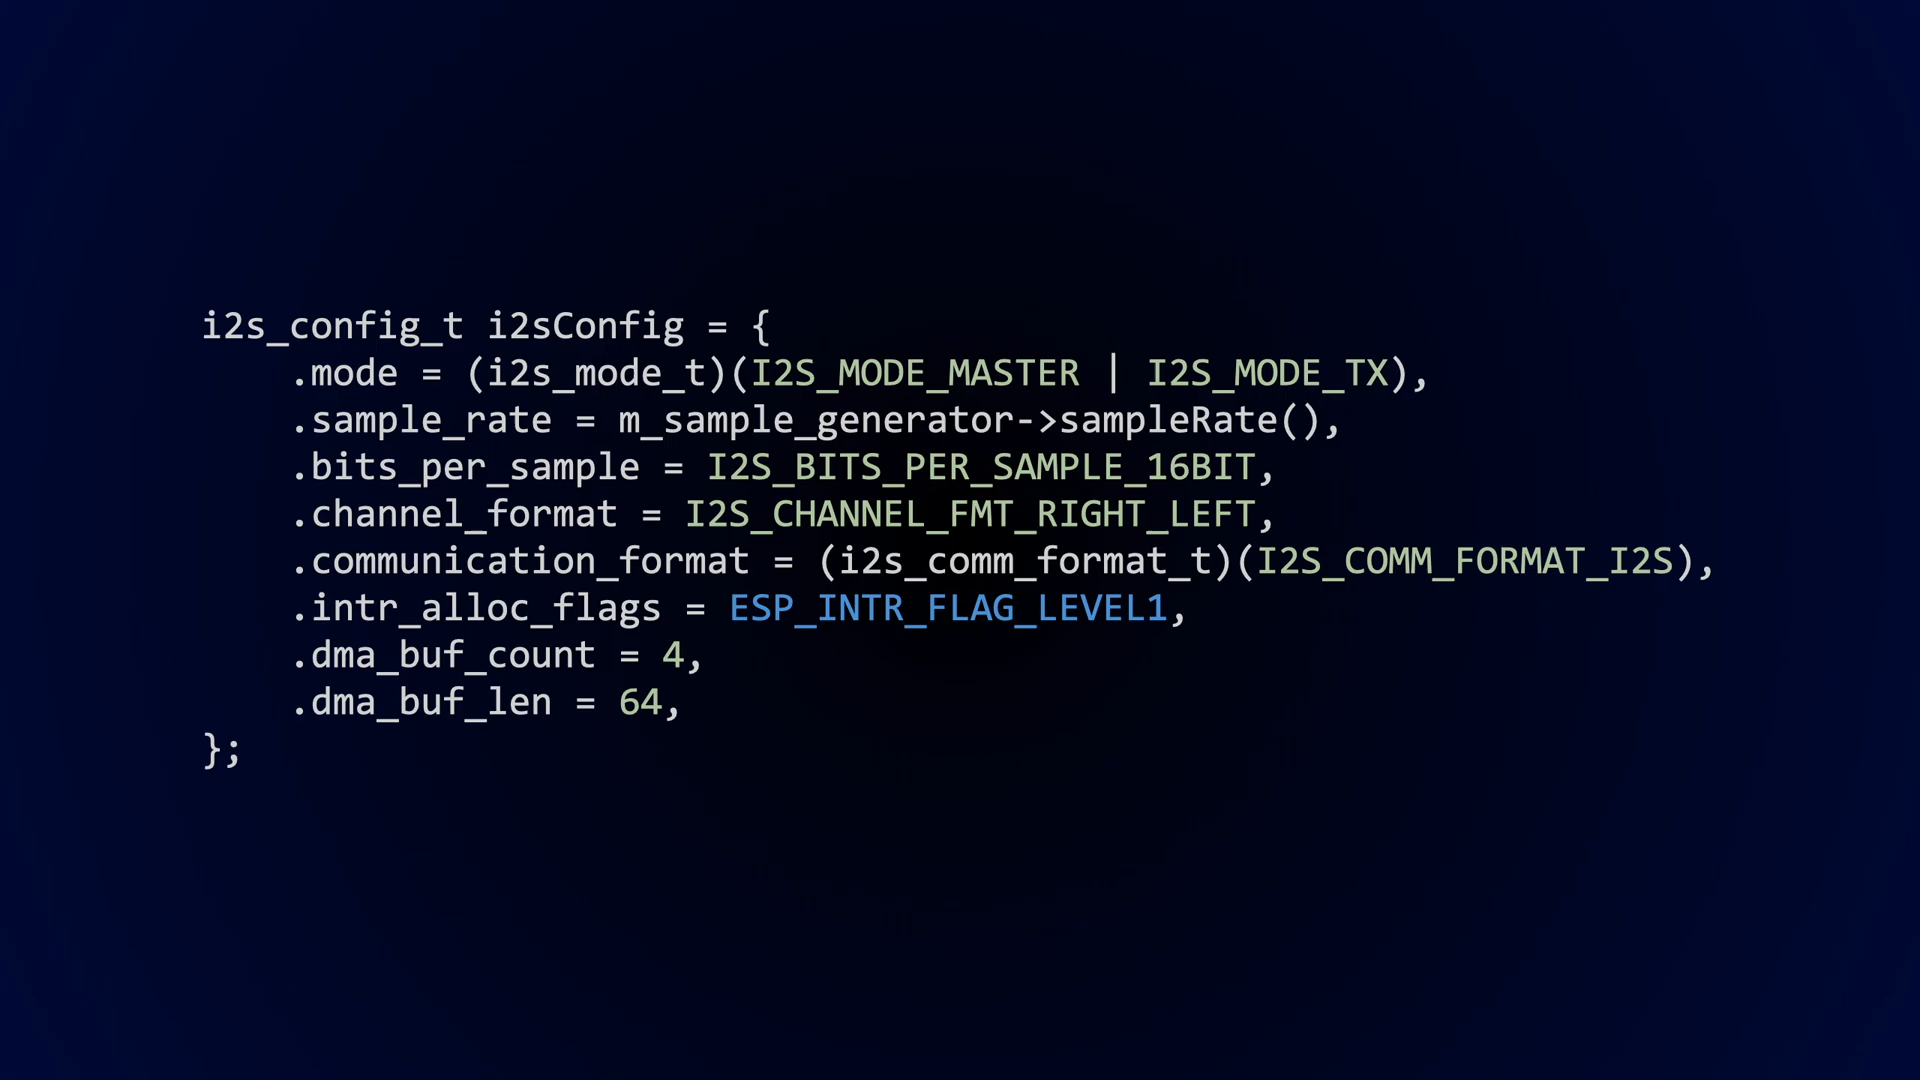 i2s_config_t i2sConfig = {
    .mode = (i2s_mode_t)(I2S_MODE_MASTER | I2S_MODE_TX),
    .sample_rate = m_sample_generator->sampleRate(),
    .bits_per_sample = I2S_BITS_PER_SAMPLE_16BIT,
    .channel_format = I2S_CHANNEL_FMT_RIGHT_LEFT,
    .communication_format = (i2s_comm_format_t)(I2S_COMM_FORMAT_I2S),
    .intr_alloc_flags = ESP_INTR_FLAG_LEVEL1,
    .dma_buf_count = 4,
    .dma_buf_len = 64,
};